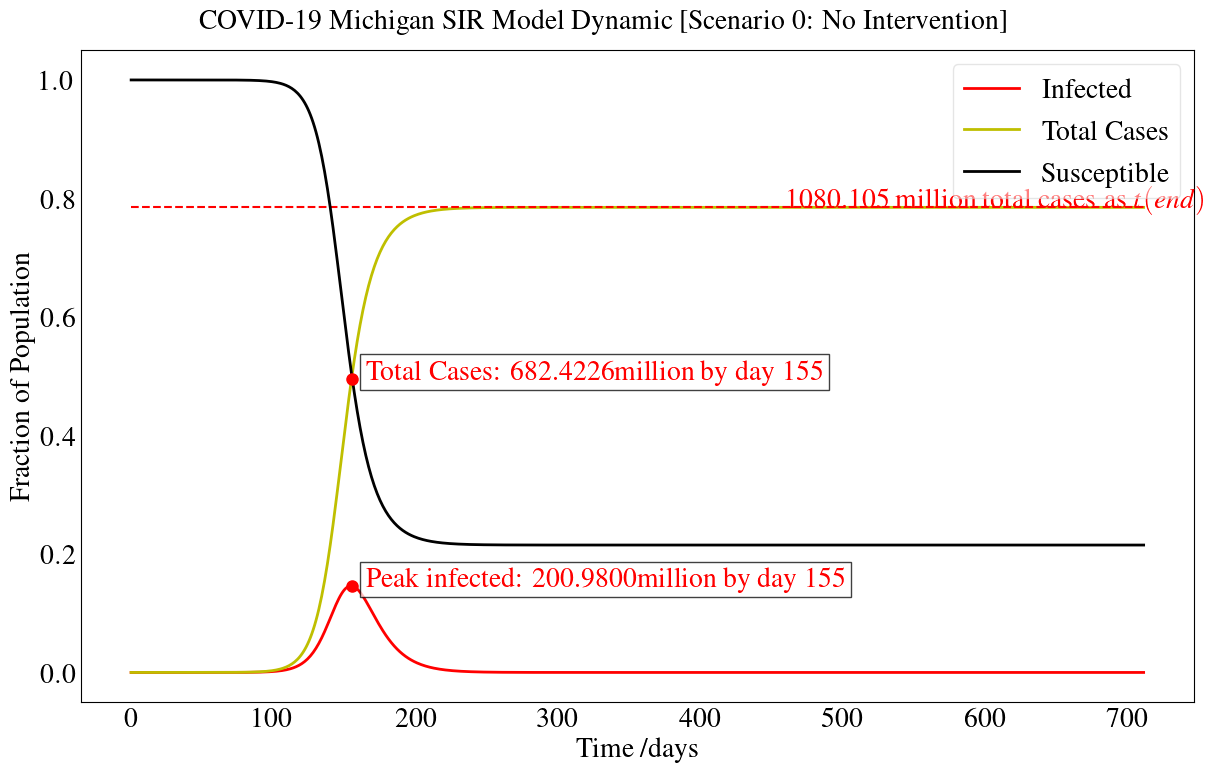 COVID-19 Michigan SIR Model Dynamic [Scenario 0: No Intervention]
Infected
Total Cases
Susceptible
1080.105 million total cases as t(end)
Total Cases: 682.4226million by day 155
Peak infected: 200.9800million by day 155
Fraction of Population
1.0
0.8
0.6
0.4
0.2
0.0
0 100 200 300 400 500 600 700
Time /days